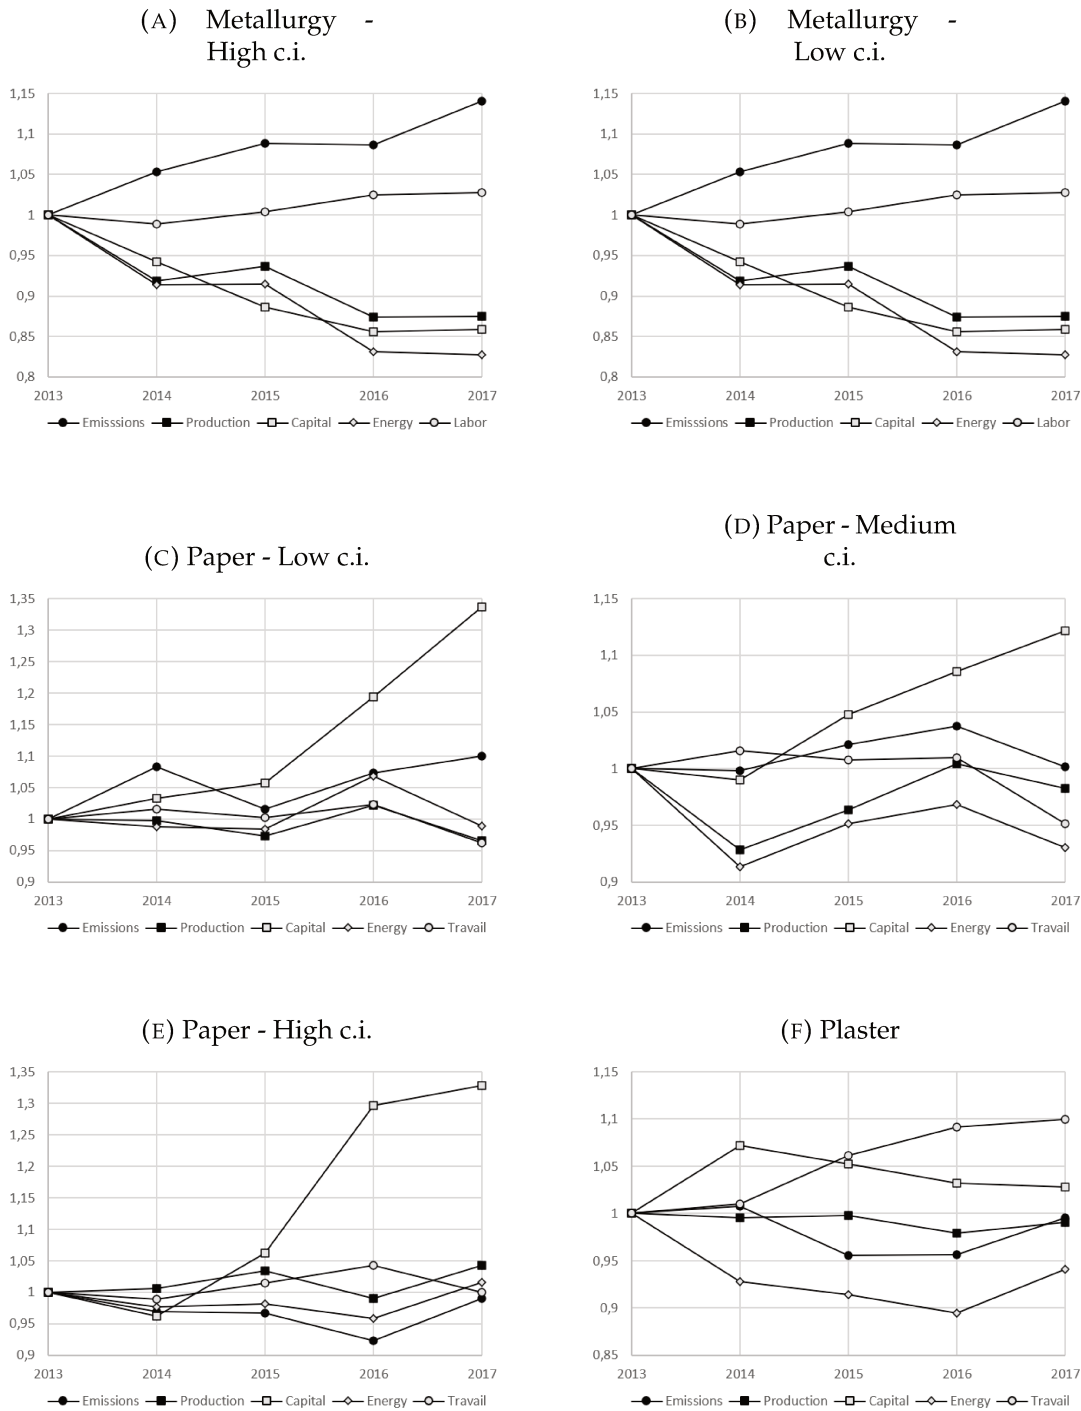 (A) Metallurgy -
High c.i.
1,15
1,1
1,05
1
0,95
0,9
0,85
0,8
2013 2014 2015 2016 2017
Emisssions Production Capital Energy Labor
(B) Metallurgy -
Low c.i.
1,15
1,1
1,05
1
0,95
0,9
0,85
0,8
2013 2014 2015 2016 2017
Emisssions Production Capital Energy Labor
(C) Paper - Low c.i.
1,35
1,3
1,25
1,2
1,15
1,1
1,05
1
0,95
0,9
2013 2014 2015 2016 2017
Emissions Production Capital Energy Travail
(D) Paper - Medium
c.i.
1,15
1,1
1,05
1
0,95
0,9
2013 2014 2015 2016 2017
Emissions Production Capital Energy Travail
(E) Paper - High c.i.
1,35
1,3
1,25
1,2
1,15
1,1
1,05
1
0,95
0,9
2013 2014 2015 2016 2017
Emissions Production Capital Energy Travail
(F) Plaster
1,15
1,1
1,05
1
0,95
0,9
0,85
2013 2014 2015 2016 2017
Emissions Production Capital Energy Travail